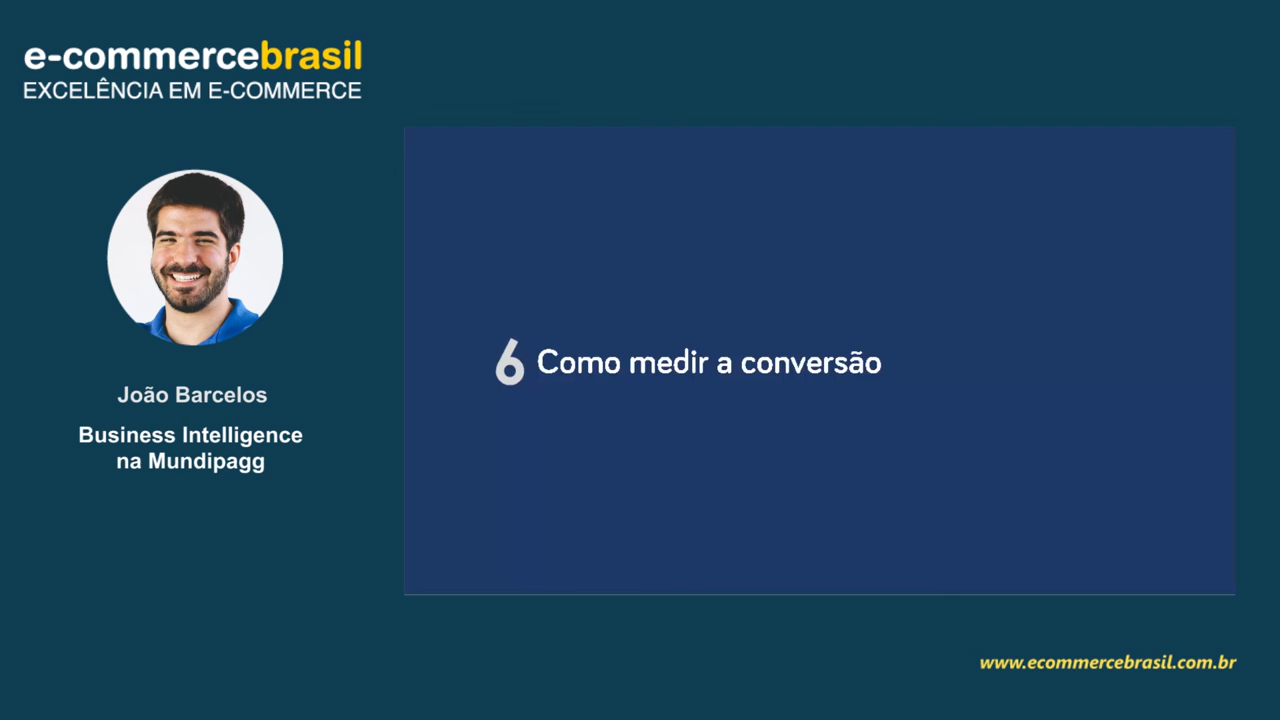 e-commercebrasil
EXCELÊNCIA EM E-COMMERCE
João Barcelos
Business Intelligence
na Mundipagg
6 Como medir a conversão
www.ecommercebrasil.com.br